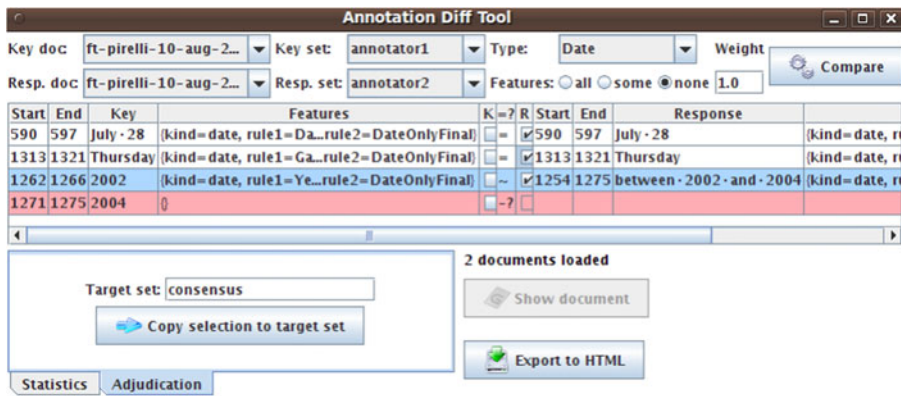 Annotation Diff Tool
Key doc: ft-pirelli-10-aug-2... Key set: annotator1 Type: Date Weight
Resp. doc: ft-pirelli-10-aug-2... Resp. set: annotator2 Features: all some none 1.0 Compare
Start End Key Features K =? R Start End Response
590 597 July·28 {kind=date, rule1=Da...rule2=DateOnlyFinal} = 590 597 July·28 {kind=date, ru
1313 1321 Thursday {kind=date, rule1=Ga...rule2=DateOnlyFinal} = 1313 1321 Thursday {kind=date, ru
1262 1266 2002 {kind=date, rule1=Ye...rule2=DateOnlyFinal} ~ 1254 1275 between·2002·and·2004 {kind=date, ru
1271 1275 2004 {} -?
2 documents loaded
Target set: consensus
Show document
Copy selection to target set
Export to HTML
Statistics Adjudication